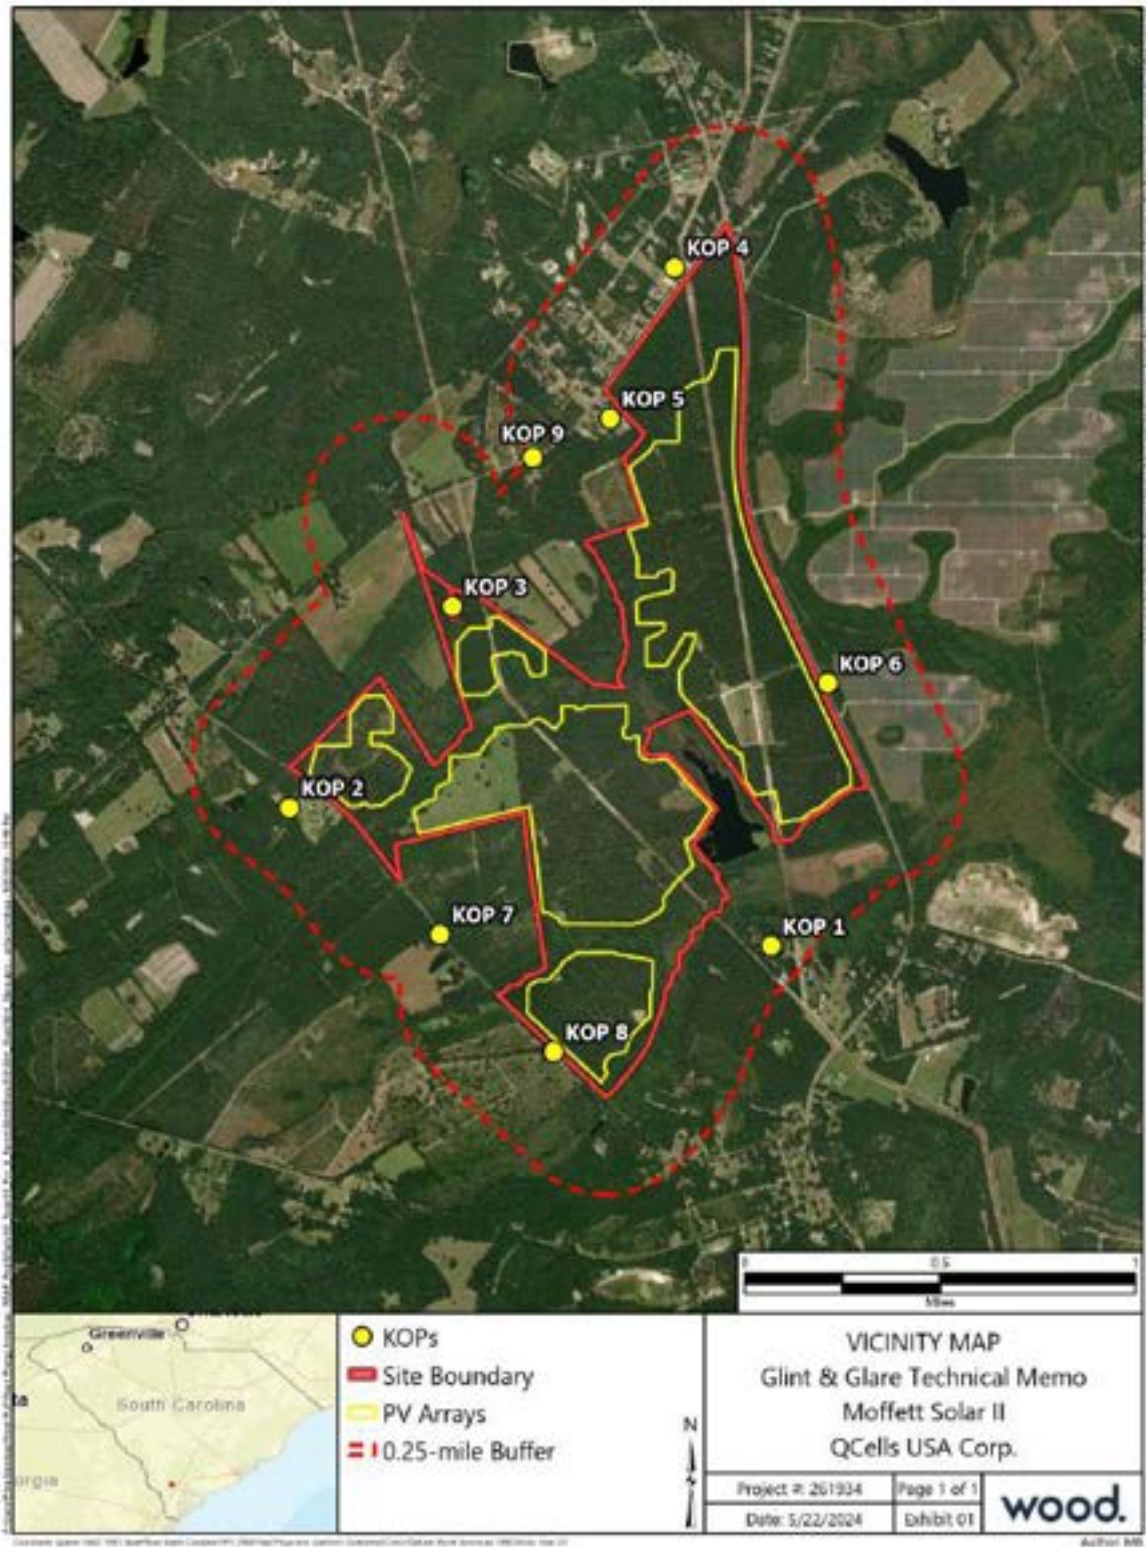 KOP 4
KOP 5
KOP 9
KOP 3
KOP 6
KOP 2
KOP 7
KOP 1
KOP 8
0 0.5 1
Miles
Greenville
South Carolina
KOPs
Site Boundary
PV Arrays
0.25-mile Buffer
N
VICINITY MAP
Glint & Glare Technical Memo
Moffett Solar II
QCells USA Corp.
Project #: 261934
Page 1 of 1
Date: 5/22/2024
Exhibit 01
wood.